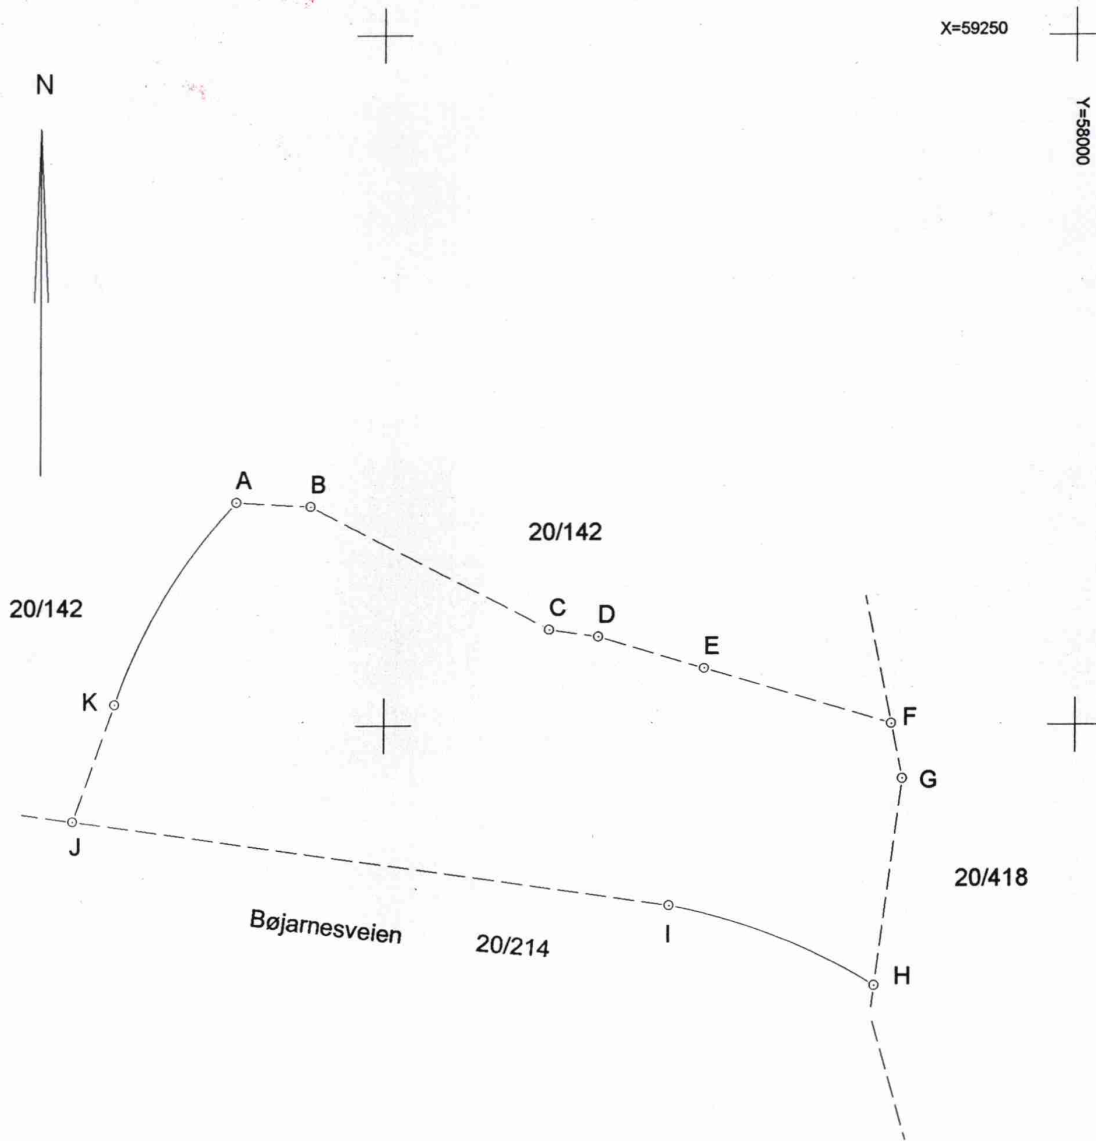 X=59250
N
Y=58000
A
B
20/142
20/142
C
D
E
K
F
G
J
20/418
Bøjarnesveien
20/214
I
H